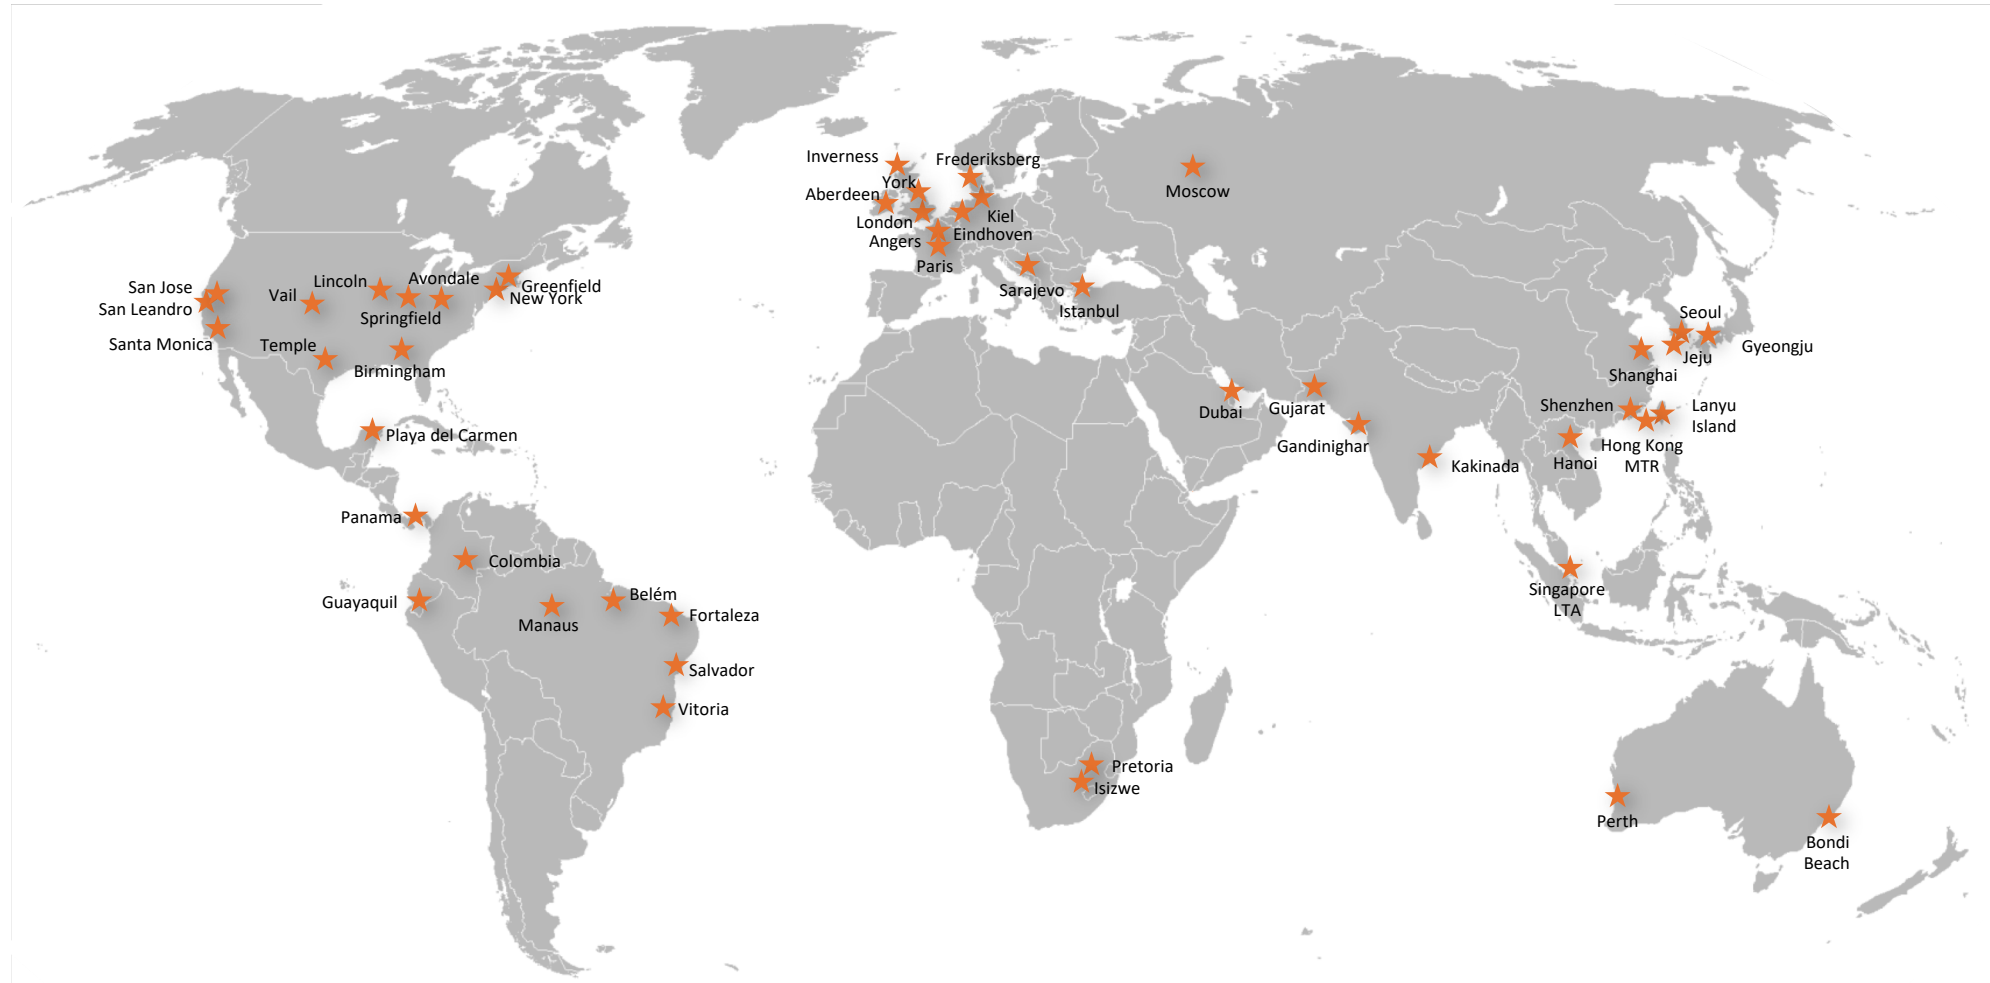 Inverness
Frederiksberg
York
Moscow
Aberdeen
London
Kiel
Angers
Eindhoven
Paris
Sarajevo
Istanbul
San Jose
San Leandro
Santa Monica
Vail
Lincoln
Avondale
Greenfield
New York
Springfield
Temple
Birmingham
Playa del Carmen
Panama
Colombia
Guayaquil
Manaus
Belém
Fortaleza
Salvador
Vitoria
Pretoria
Isizwe
Dubai
Gujarat
Gandinighar
Kakinada
Seoul
Gyeongju
Jeju
Shanghai
Shenzhen
Lanyu
Island
Hong Kong
MTR
Hanoi
Singapore
LTA
Perth
Bondi
Beach